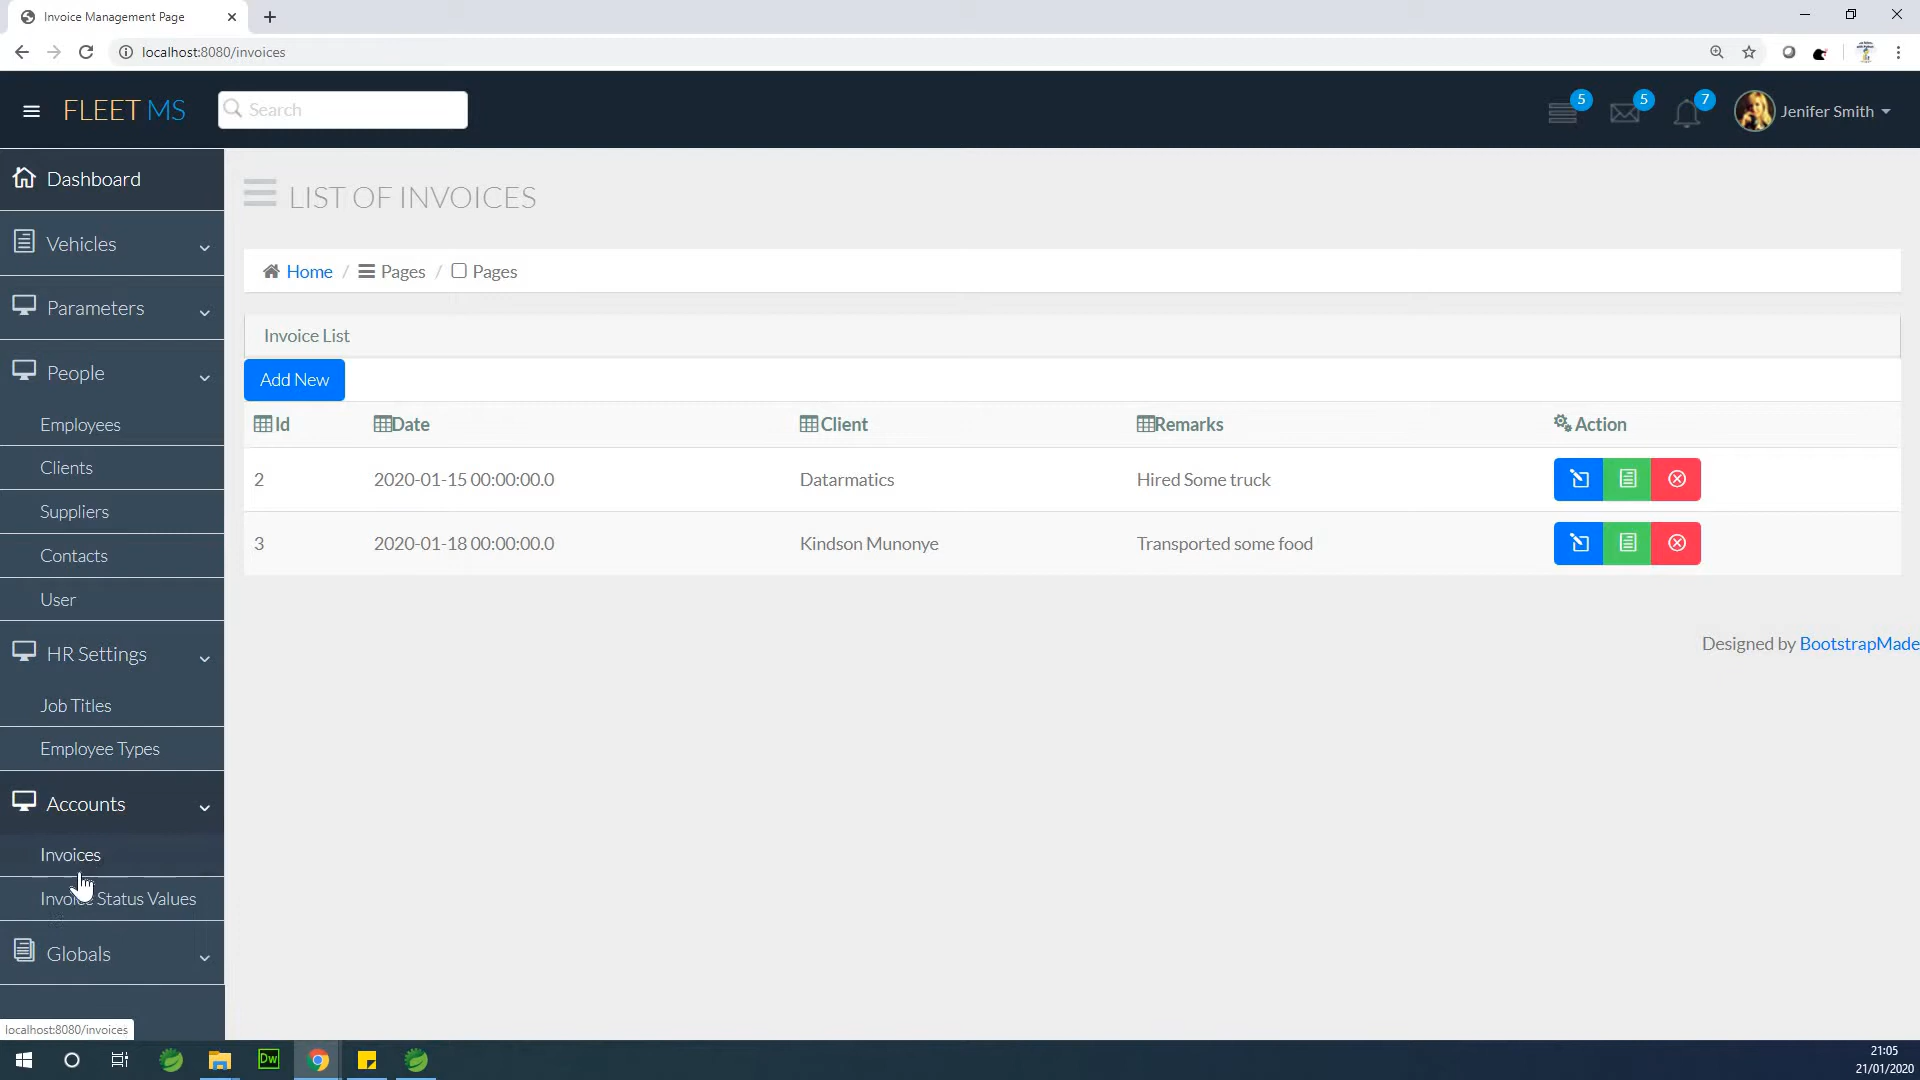 Invoice Management Page
localhost:8080/invoices
FLEET MS
Search
5
5
7
Jenifer Smith
Dashboard
Vehicles
Parameters
People
Employees
Clients
Suppliers
Contacts
User
HR Settings
Job Titles
Employee Types
Accounts
Invoices
Invoice Status Values
Globals
LIST OF INVOICES
Home / Pages / Pages
Invoice List
Add New
Id Date Client Remarks Action
2 2020-01-15 00:00:00.0 Datarmatics Hired Some truck
3 2020-01-18 00:00:00.0 Kindson Munonye Transported some food
Designed by BootstrapMade
localhost:8080/invoices
Dw
21:05
21/01/2020